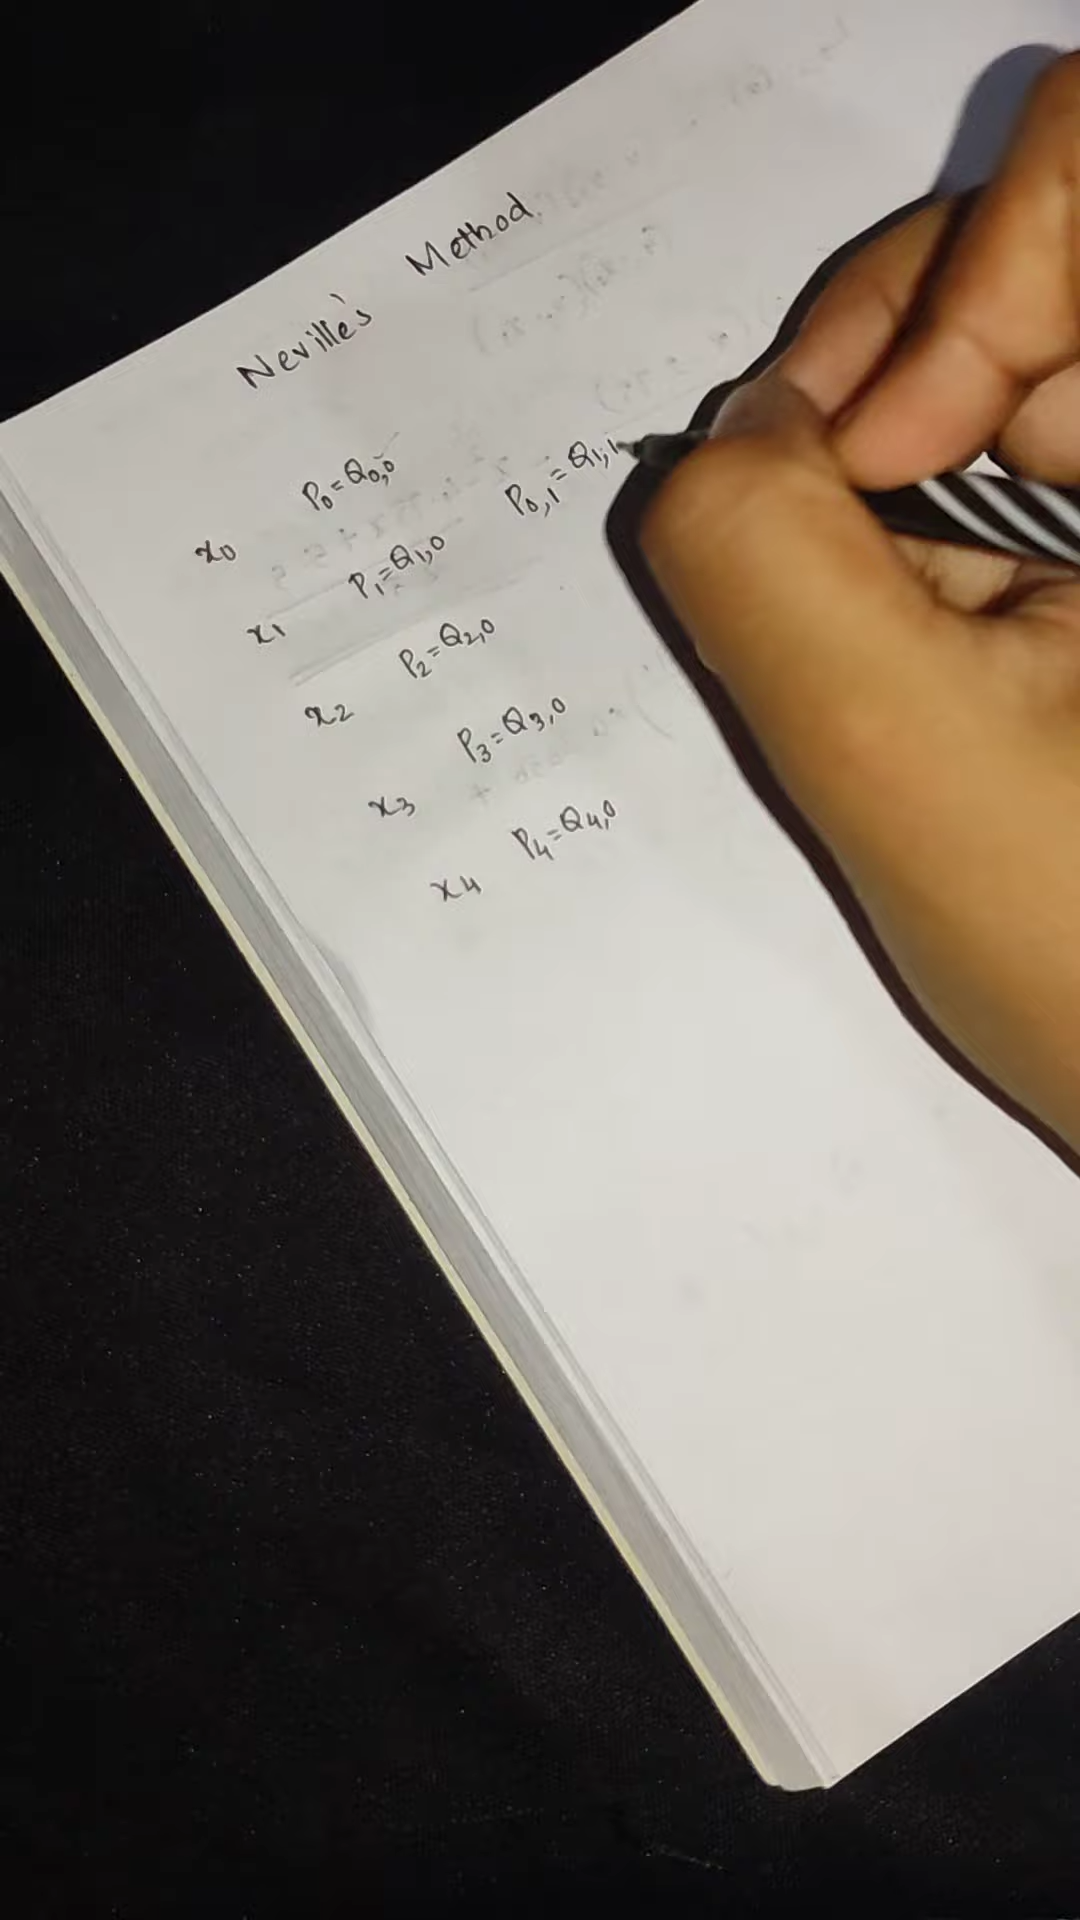 Neville's Method
P0=Q0,0 P0,1=Q1,1
x0
P1=Q1,0
x1
P2=Q2,0
x2
P3=Q3,0
x3
P4=Q4,0
x4